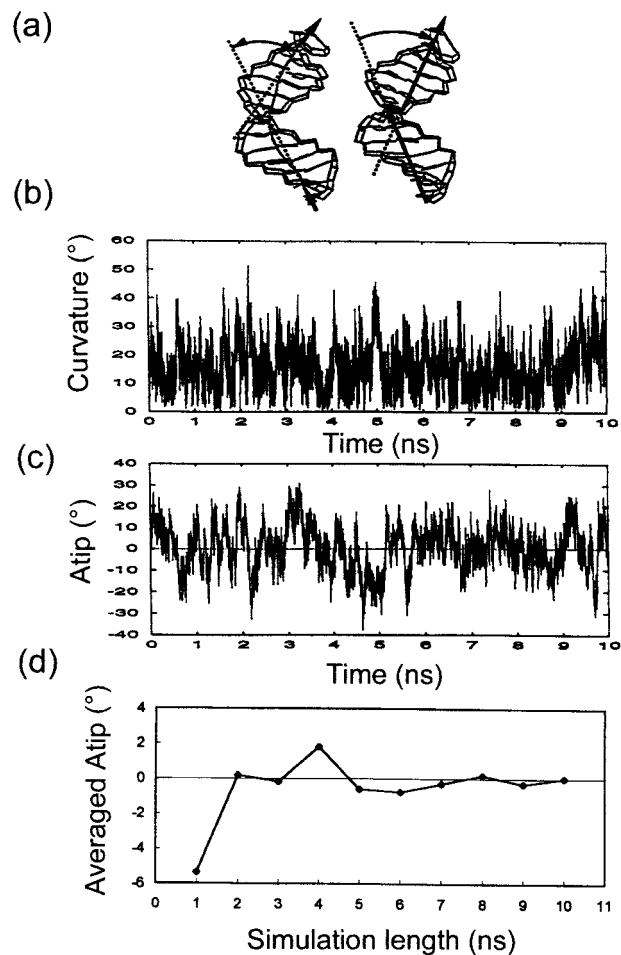 (a)
(b)
Curvature (°)
60
50
40
30
20
10
0
0 1 2 3 4 5 6 7 8 9 10
Time (ns)
(c)
Atip (°)
40
30
20
10
0
-10
-20
-30
-40
0 1 2 3 4 5 6 7 8 9 10
Time (ns)
(d)
Averaged Atip (°)
4
2
0
-2
-4
-6
0 1 2 3 4 5 6 7 8 9 10 11
Simulation length (ns)